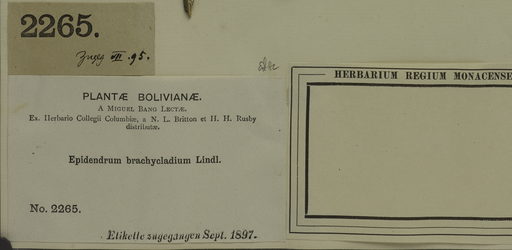 2265.
Zugeg VII .95.
PLANTÆ BOLIVIANÆ.
A MIGUEL BANG LECTÆ.
Ex. Herbario Collegii Columbiæ, a N. L. Britton et H. H. Rusby
distributæ.
Epidendrum brachycladium Lindl.
No. 2265.
Etikette zugegangen Sept. 1897.
HERBARIUM REGIUM MONACENSE